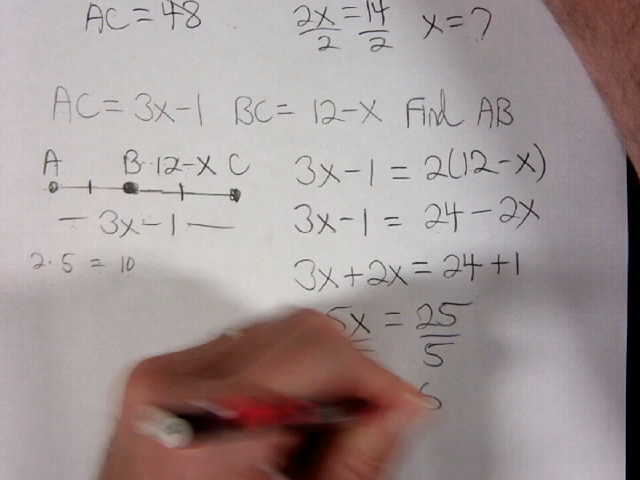 AC = 48
2x/2 = 14/2 x = 7
AC = 3x-1 BC = 12-x Find AB
A B 12-x C
3x-1
2·5 = 10
3x-1 = 2(12-x)
3x-1 = 24-2x
3x+2x = 24+1
5x = 25/5